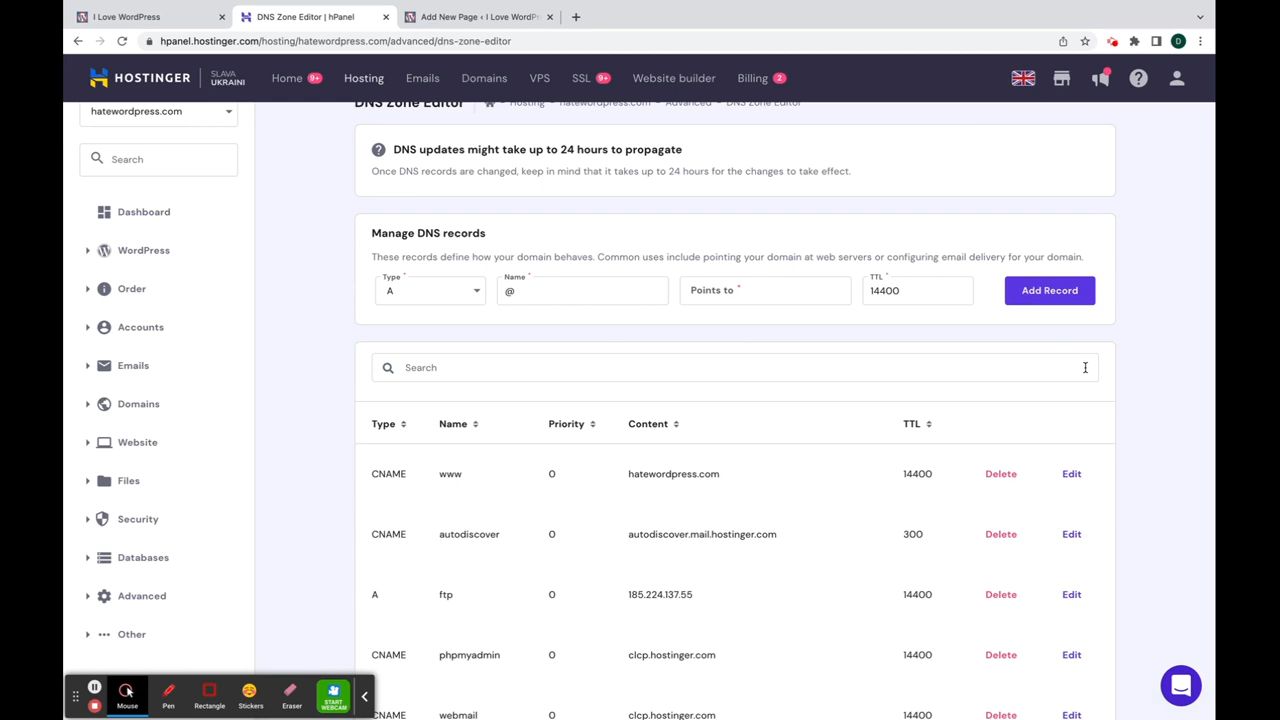 I Love WordPress
DNS Zone Editor | hPanel
Add New Page ‹ I Love WordP
hpanel.hostinger.com/hosting/hatewordpress.com/advanced/dns-zone-editor
D
HOSTINGER
SLAVA UKRAINI
Home 9+ Hosting Emails Domains VPS SSL 9+ Website builder Billing 2
DNS Zone Editor - Hosting - hatewordpress.com - Advanced - DNS Zone Editor
hatewordpress.com
Search
Dashboard
WordPress
Order
Accounts
Emails
Domains
Website
Files
Security
Databases
Advanced
Other
DNS updates might take up to 24 hours to propagate
Once DNS records are changed, keep in mind that it takes up to 24 hours for the changes to take effect.
Manage DNS records
These records define how your domain behaves. Common uses include pointing your domain at web servers or configuring email delivery for your domain.
Type * Name * TTL *
A @ Points to * 14400 Add Record
Search
Type Name Priority Content TTL
CNAME www 0 hatewordpress.com 14400 Delete Edit
CNAME autodiscover 0 autodiscover.mail.hostinger.com 300 Delete Edit
A ftp 0 185.224.137.55 14400 Delete Edit
CNAME phpmyadmin 0 clcp.hostinger.com 14400 Delete Edit
CNAME webmail 0 clcp.hostinger.com 14400 Delete Edit
Mouse Pen Rectangle Stickers Eraser START WEBCAM